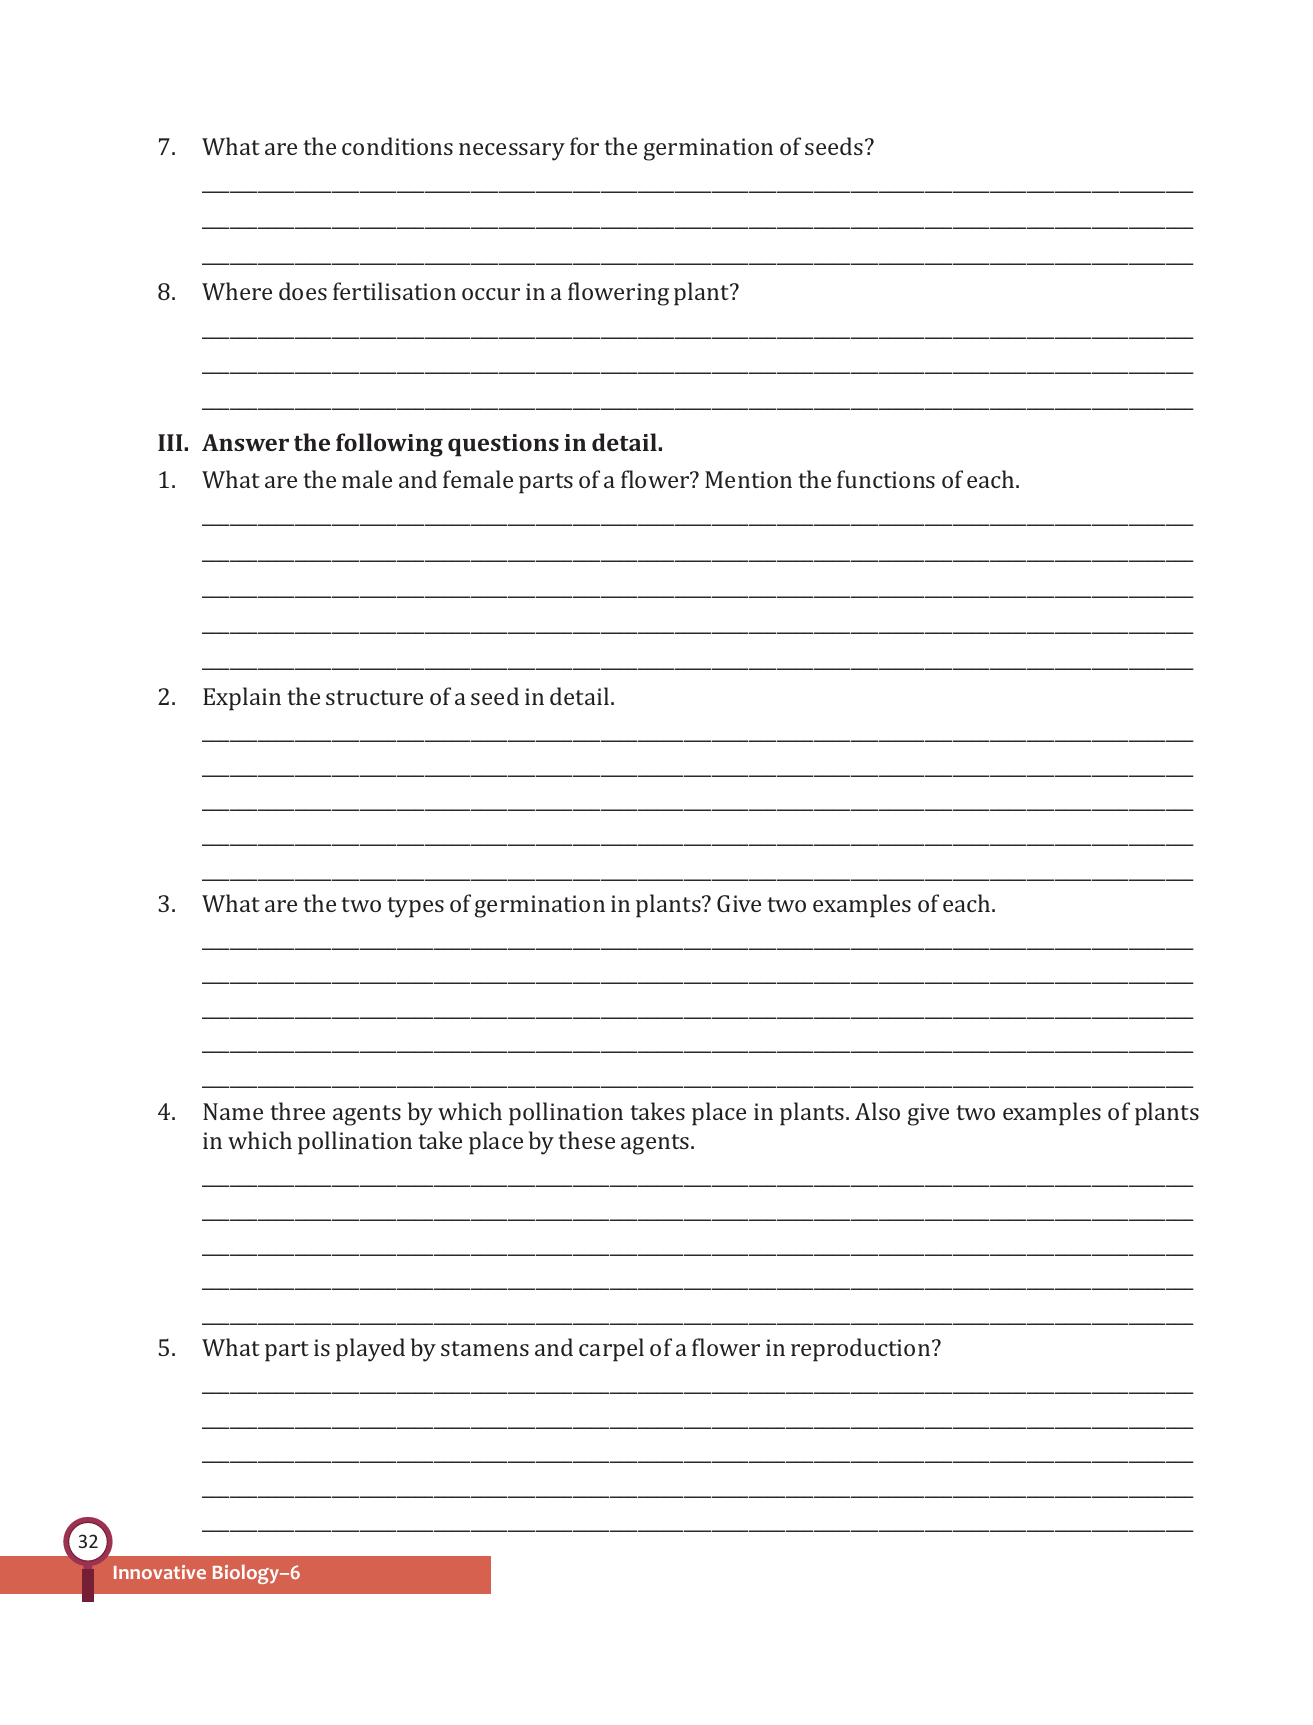 7. What are the conditions necessary for the germination of seeds?
8. Where does fertilisation occur in a flowering plant?
III. Answer the following questions in detail.
1. What are the male and female parts of a flower? Mention the functions of each.
2. Explain the structure of a seed in detail.
3. What are the two types of germination in plants? Give two examples of each.
4. Name three agents by which pollination takes place in plants. Also give two examples of plants
in which pollination take place by these agents.
5. What part is played by stamens and carpel of a flower in reproduction?
32
Innovative Biology–6